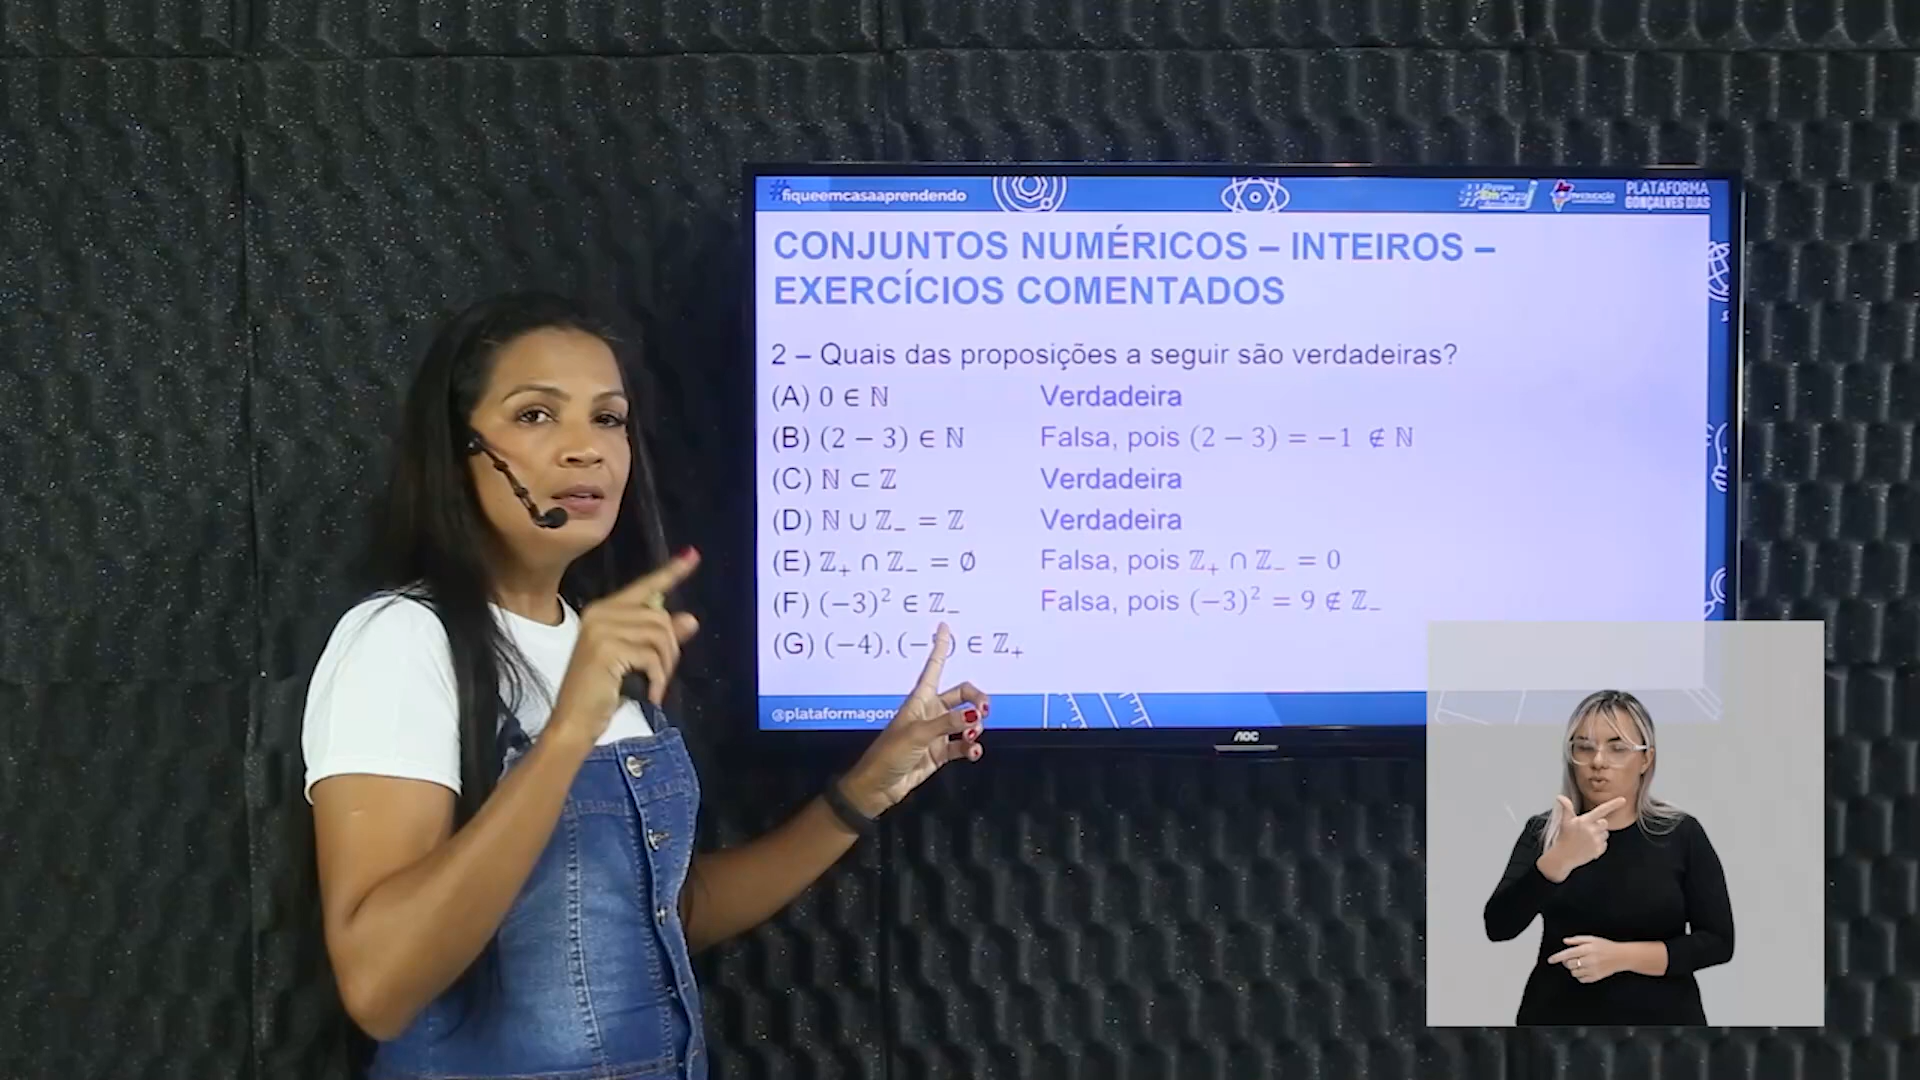 #fiqueemcasaaprendendo
PLATAFORMA
GONÇALVES DIAS
CONJUNTOS NUMÉRICOS – INTEIROS –
EXERCÍCIOS COMENTADOS
2 – Quais das proposições a seguir são verdadeiras?
(A) 0 ∈ ℕ Verdadeira
(B) (2 – 3) ∈ ℕ Falsa, pois (2 – 3) = –1 ∉ ℕ
(C) ℕ ⊂ ℤ Verdadeira
(D) ℕ ∪ ℤ₋ = ℤ Verdadeira
(E) ℤ₊ ∩ ℤ₋ = ∅ Falsa, pois ℤ₊ ∩ ℤ₋ = 0
(F) (−3)² ∈ ℤ₋ Falsa, pois (−3)² = 9 ∉ ℤ₋
(G) (−4).(− ) ∈ ℤ₊
@plataformagon
AOC